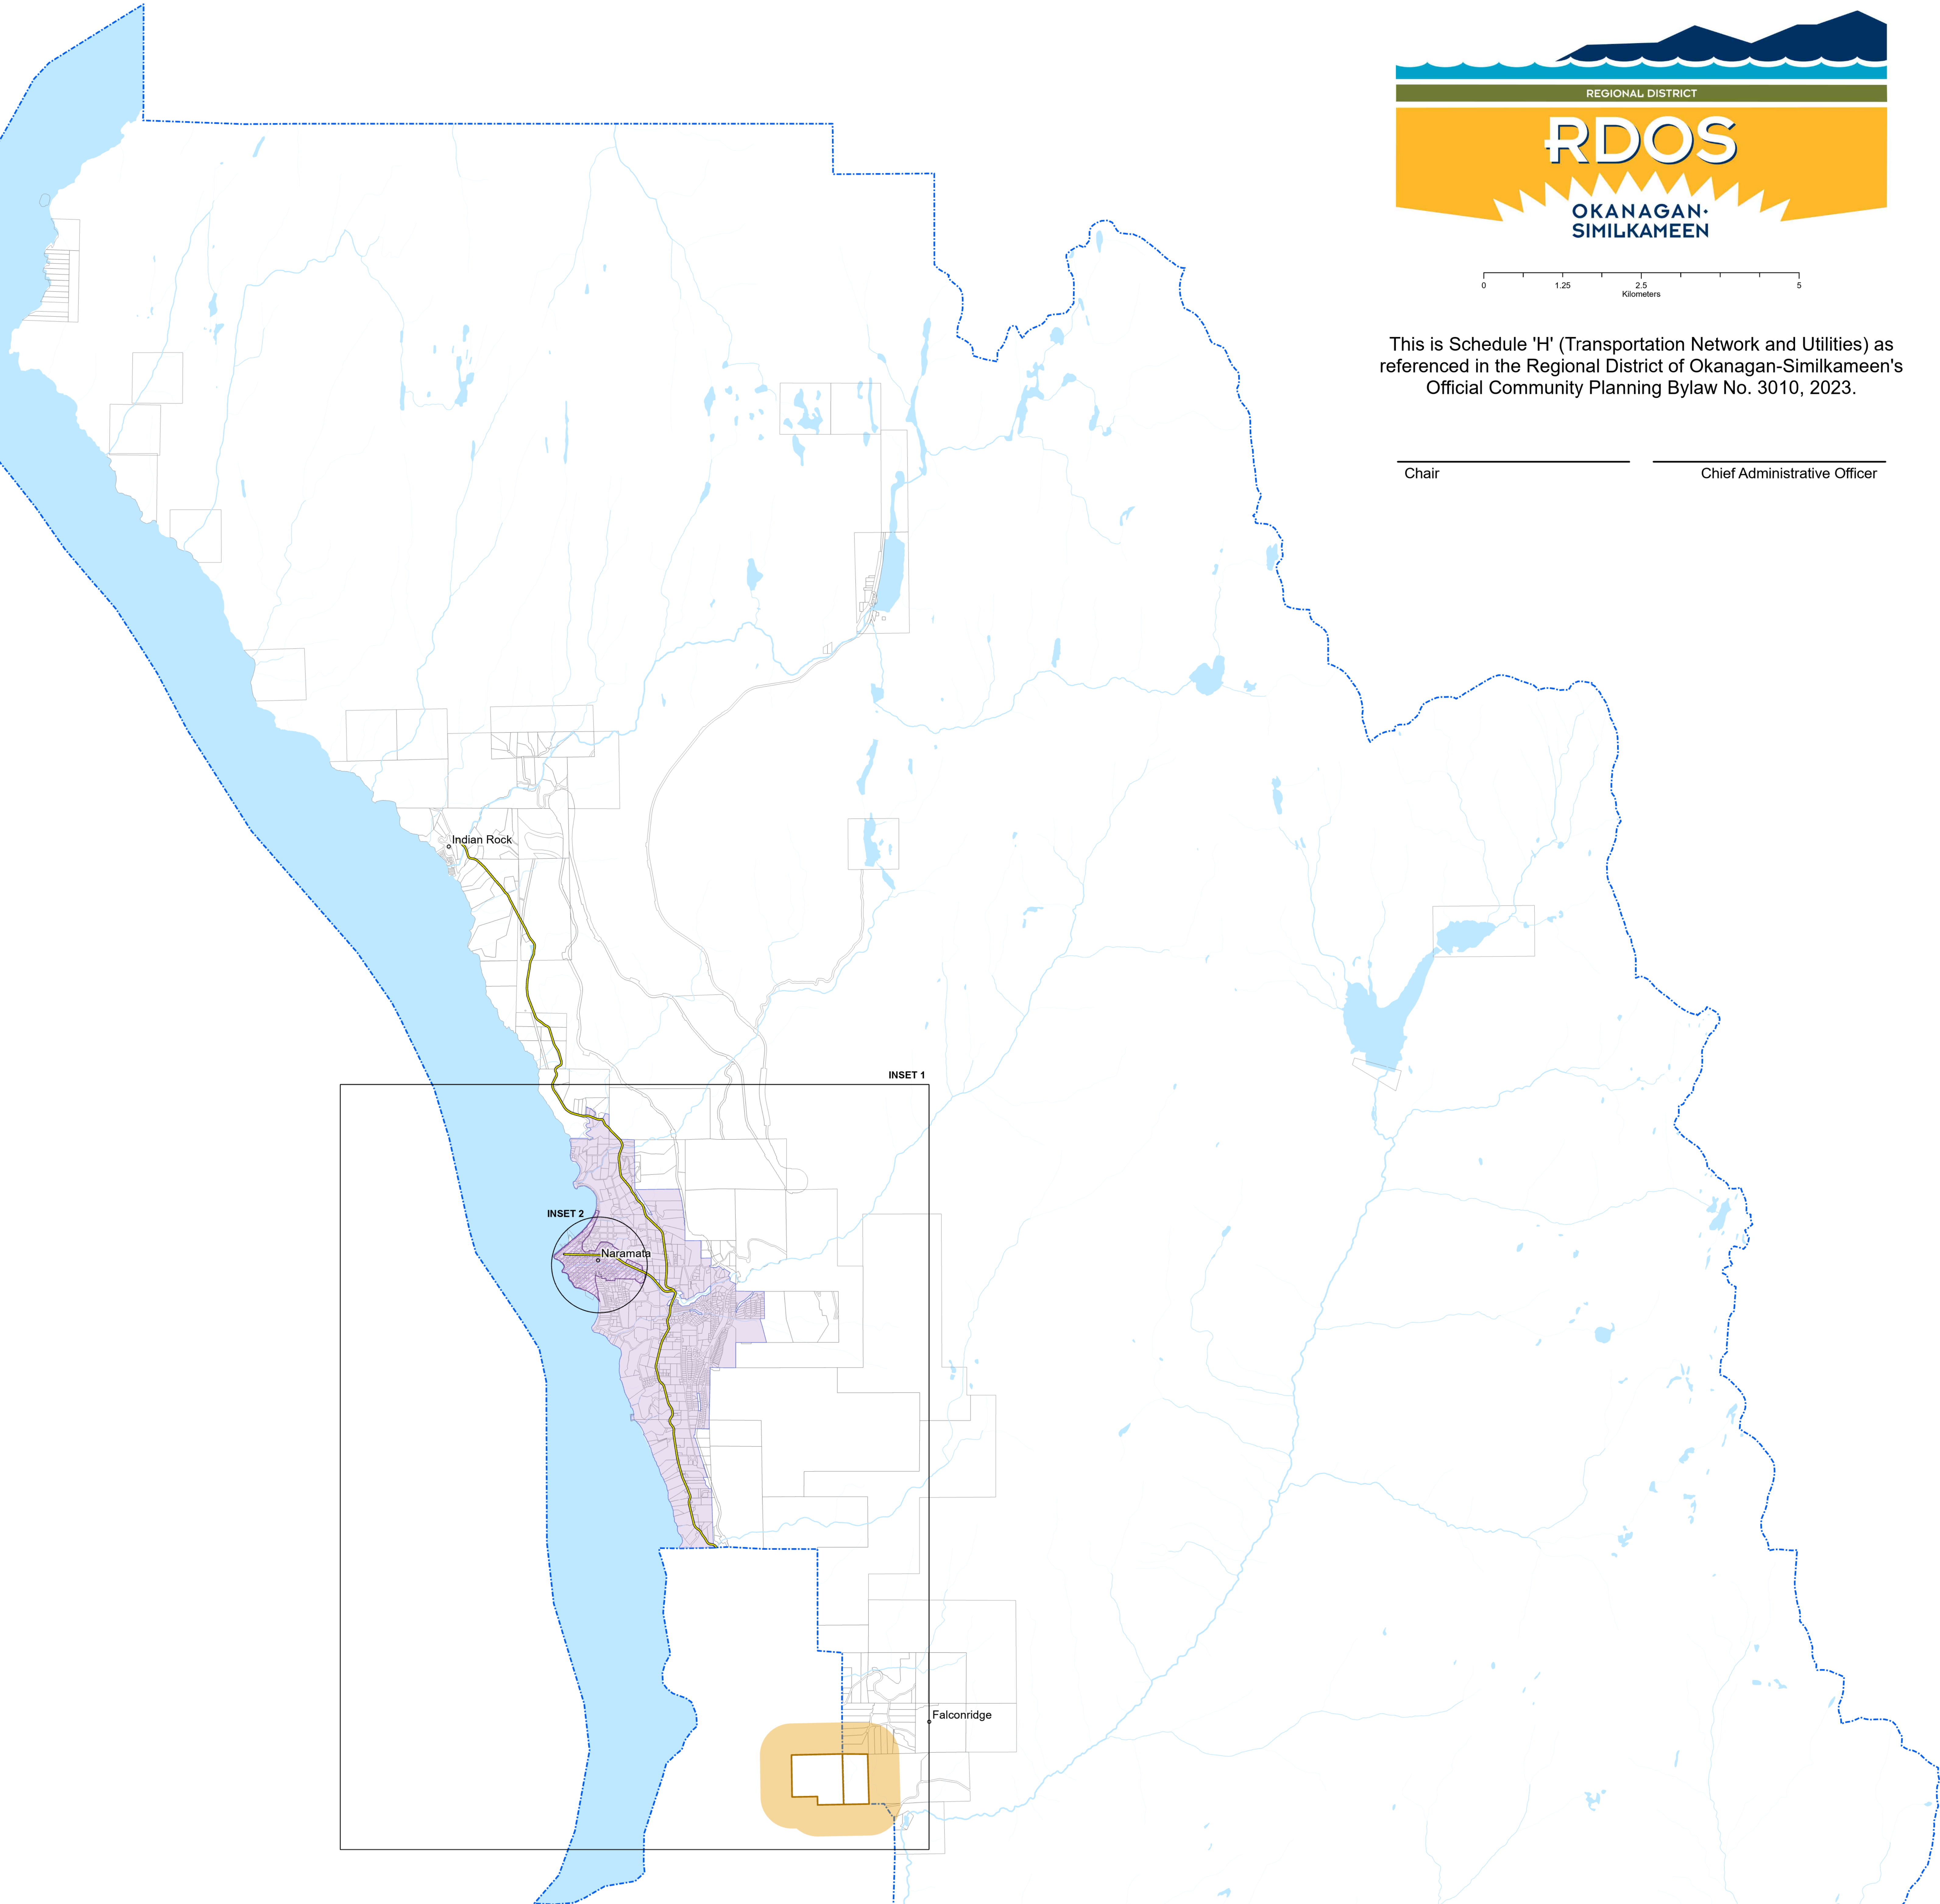 REGIONAL DISTRICT
RDOS
OKANAGAN-
SIMILKAMEEN
0 1.25 2.5 5
Kilometers
This is Schedule 'H' (Transportation Network and Utilities) as
referenced in the Regional District of Okanagan-Similkameen's
Official Community Planning Bylaw No. 3010, 2023.
Chair
Chief Administrative Officer
Indian Rock
INSET 1
INSET 2
Naramata
Falconridge